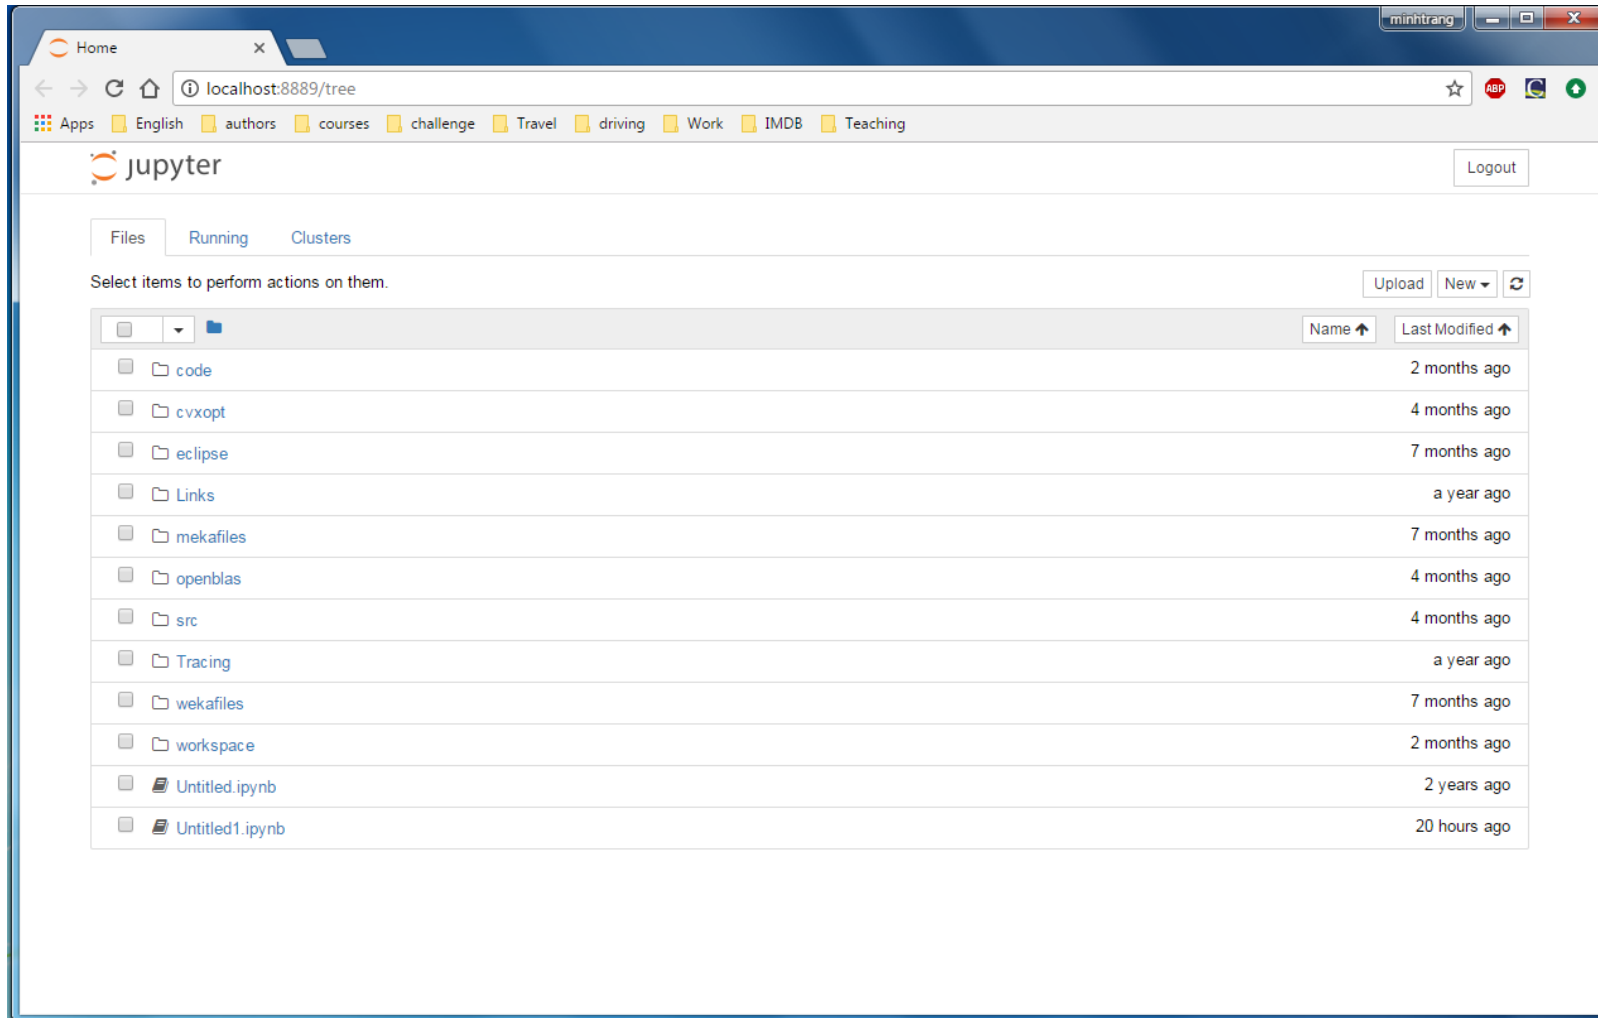 minhtrang
Home
localhost:8889/tree
ABP
Apps English authors courses challenge Travel driving Work IMDB Teaching
jupyter
Logout
Files Running Clusters
Select items to perform actions on them.
Upload New
Name Last Modified
code 2 months ago
cvxopt 4 months ago
eclipse 7 months ago
Links a year ago
mekafiles 7 months ago
openblas 4 months ago
src 4 months ago
Tracing a year ago
wekafiles 7 months ago
workspace 2 months ago
Untitled.ipynb 2 years ago
Untitled1.ipynb 20 hours ago